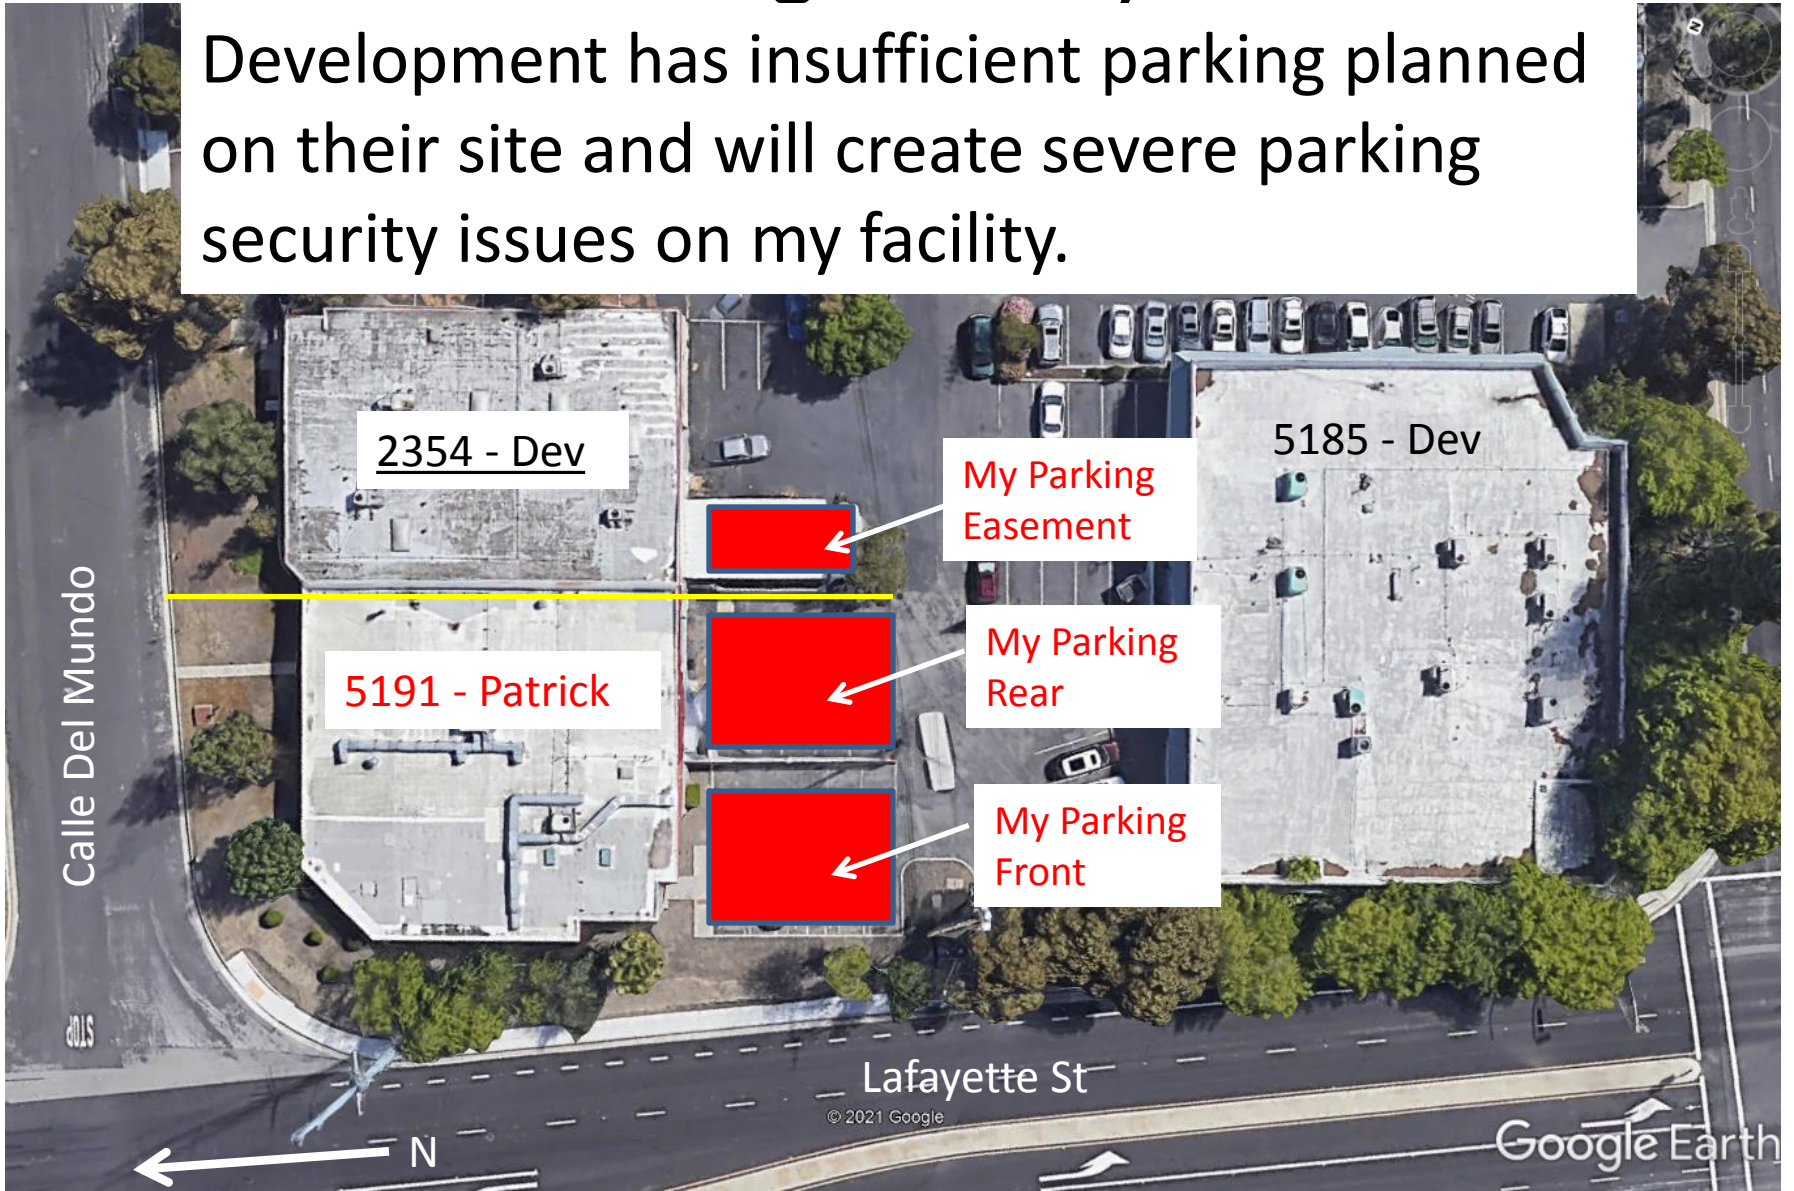 Development has insufficient parking planned
on their site and will create severe parking
security issues on my facility.
2354 - Dev
5185 - Dev
My Parking
Easement
My Parking
Rear
5191 - Patrick
My Parking
Front
Calle Del Mundo
STOP
Lafayette St
© 2021 Google
N
Google Earth
N